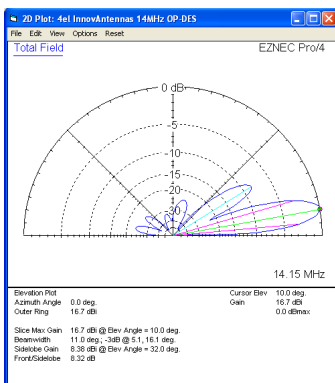 2D Plot: 4el InnovAntennas 14MHz OP-DES
File Edit View Options Reset
Total Field
EZNEC Pro/4
0 dB
-5
-10
-15
-20
-30
14.15 MHz
Elevation Plot
Cursor Elev 10.0 deg.
Azimuth Angle 0.0 deg.
Gain 16.7 dBi
Outer Ring 16.7 dBi
0.0 dBmax
Slice Max Gain 16.7 dBi @ Elev Angle = 10.0 deg.
Beamwidth 11.0 deg.; -3dB @ 5.1, 16.1 deg.
Sidelobe Gain 8.38 dBi @ Elev Angle = 32.0 deg.
Front/Sidelobe 8.32 dB